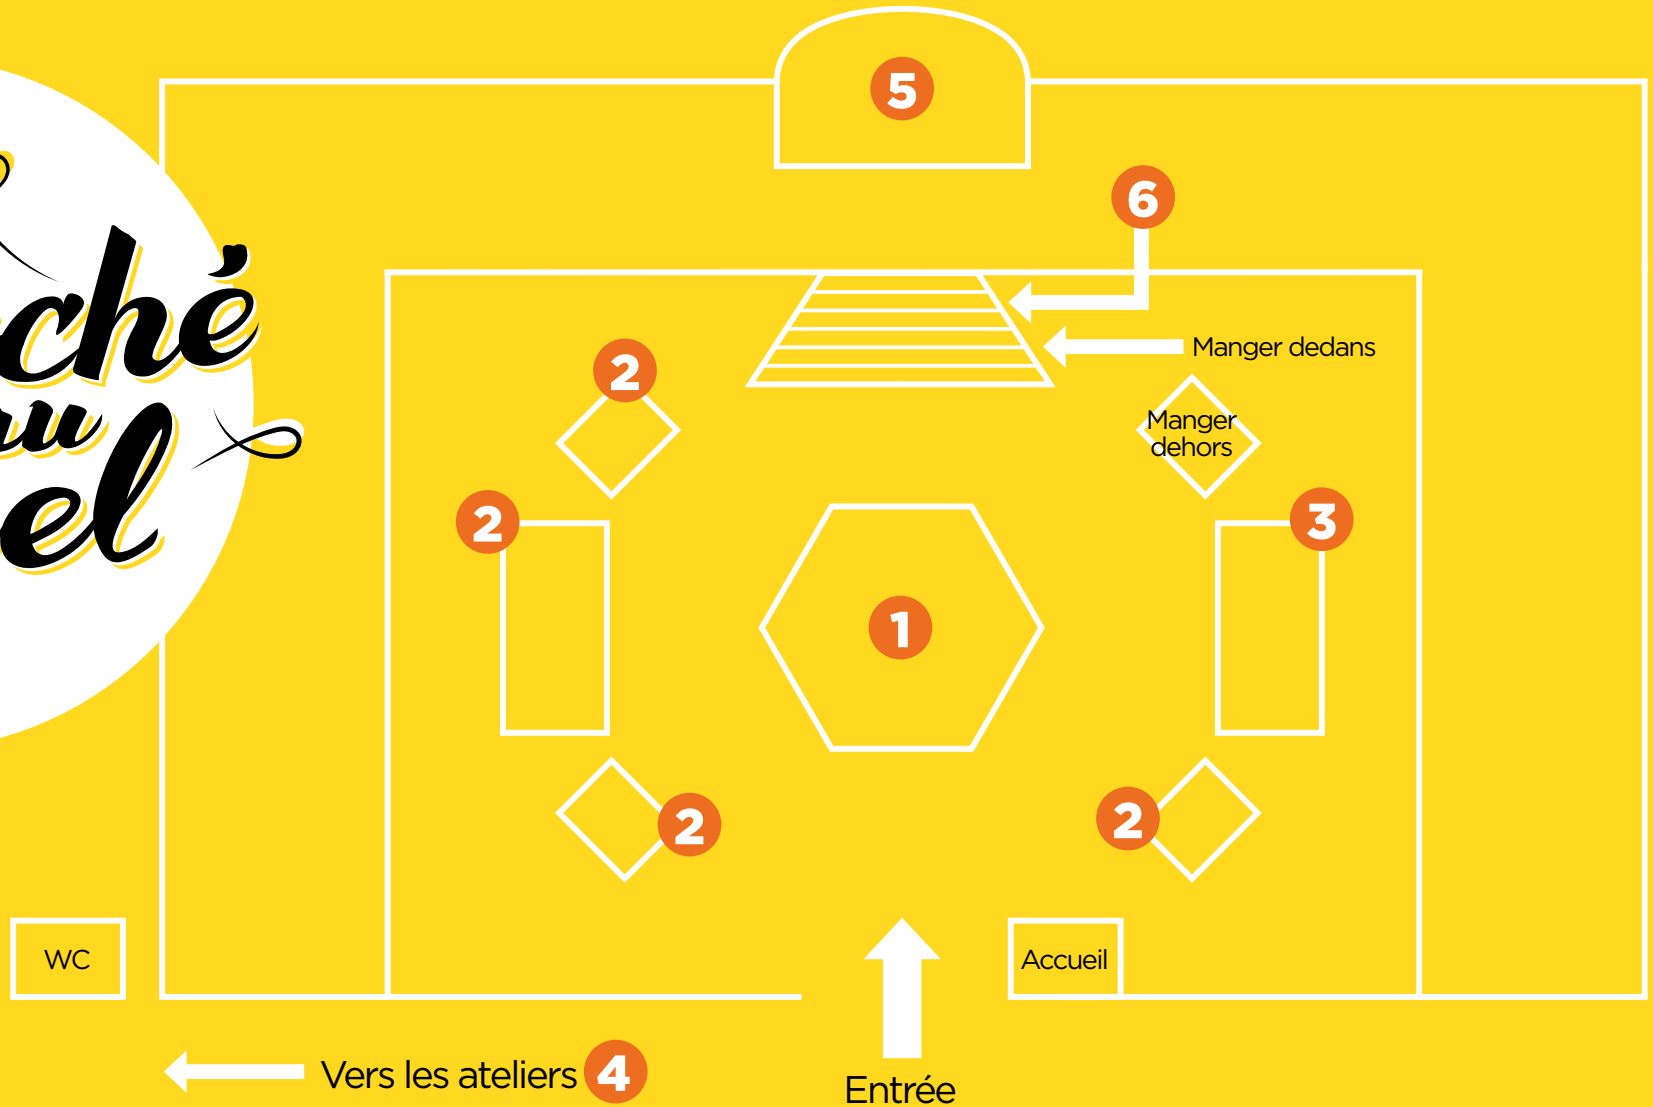 5
6
Manger dedans
2
Manger
dehors
2
3
1
2
2
WC
Accueil
Vers les ateliers 4
Entrée